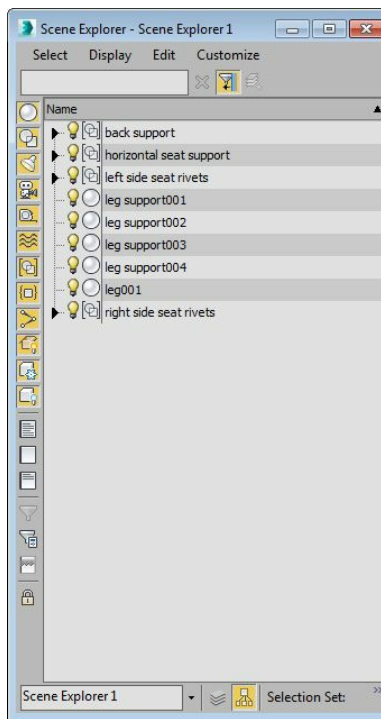 Scene Explorer - Scene Explorer 1
Select Display Edit Customize
Name
back support
horizontal seat support
left side seat rivets
leg support001
leg support002
leg support003
leg support004
leg001
right side seat rivets
Scene Explorer 1 Selection Set: